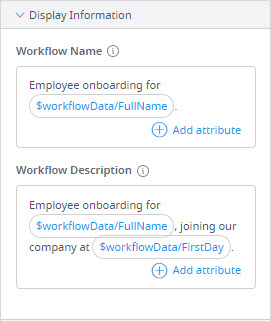 Display Information
Workflow Name
Employee onboarding for
$workflowData/FullName .
Add attribute
Workflow Description
Employee onboarding for
$workflowData/FullName , joining our
company at $workflowData/FirstDay .
Add attribute